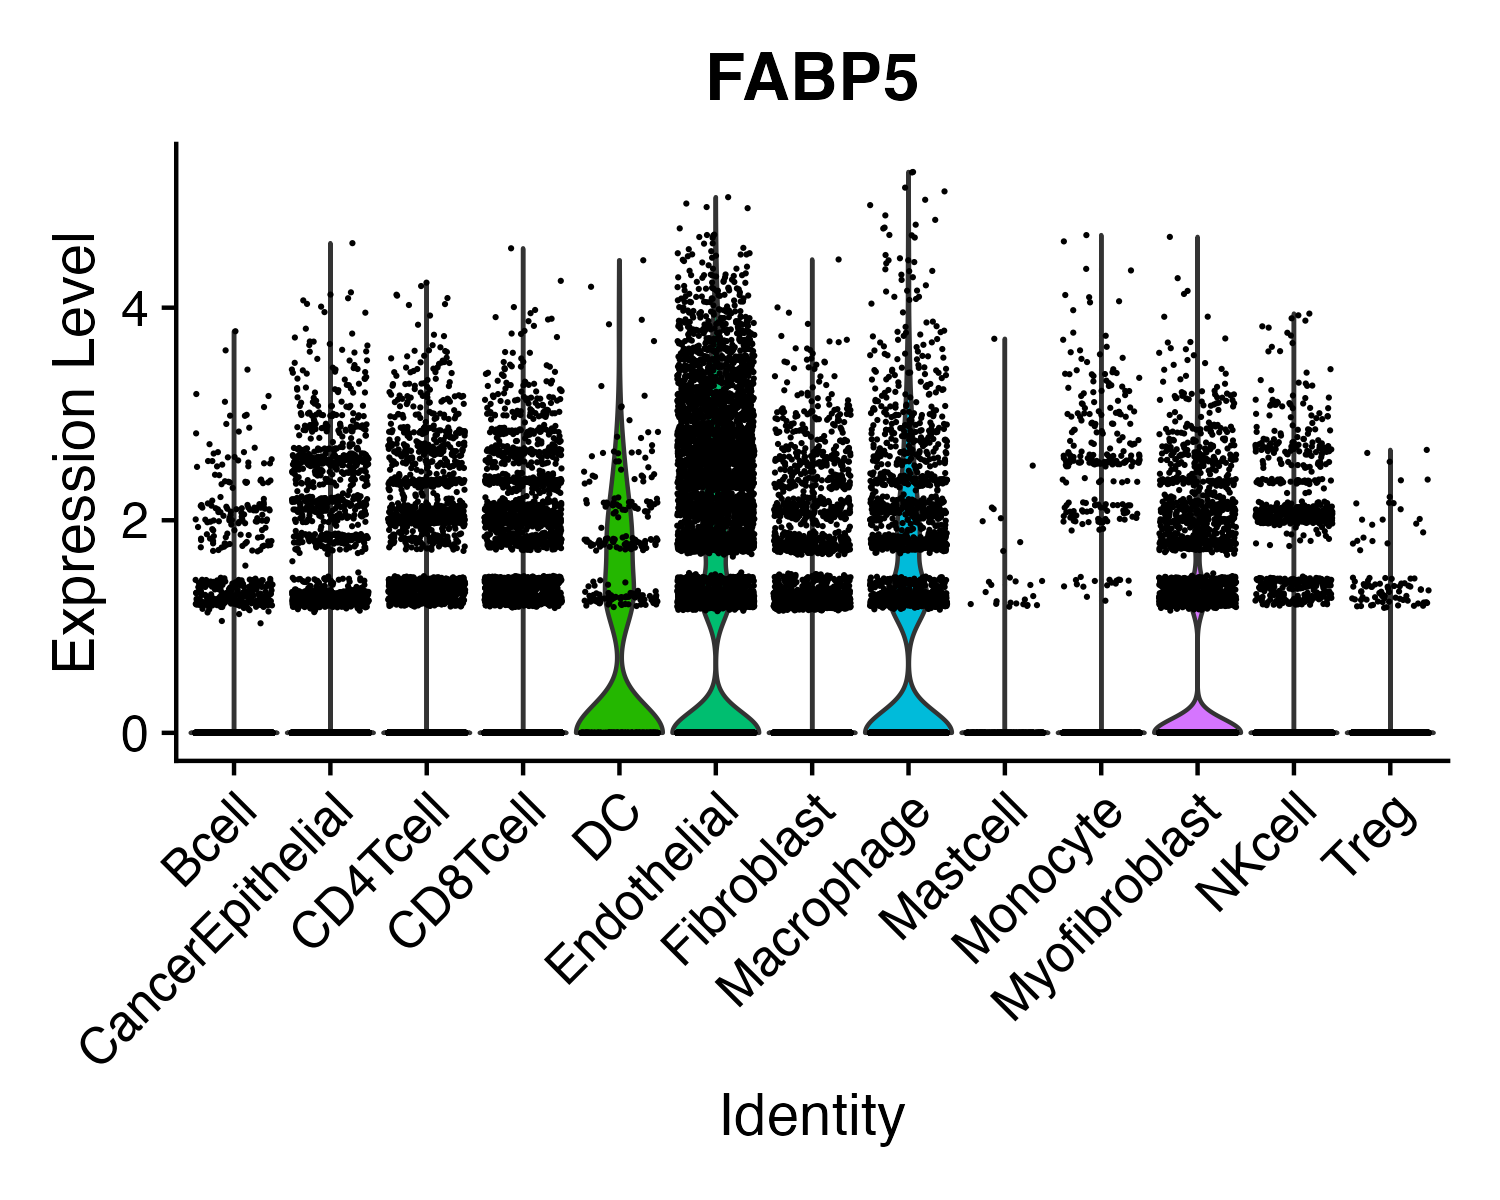 FABP5
Expression Level
4
2
0
Bcell
CancerEpithelial
CD4Tcell
CD8Tcell
DC
Endothelial
Fibroblast
Macrophage
Mastcell
Monocyte
Myofibroblast
NKcell
Treg
Identity